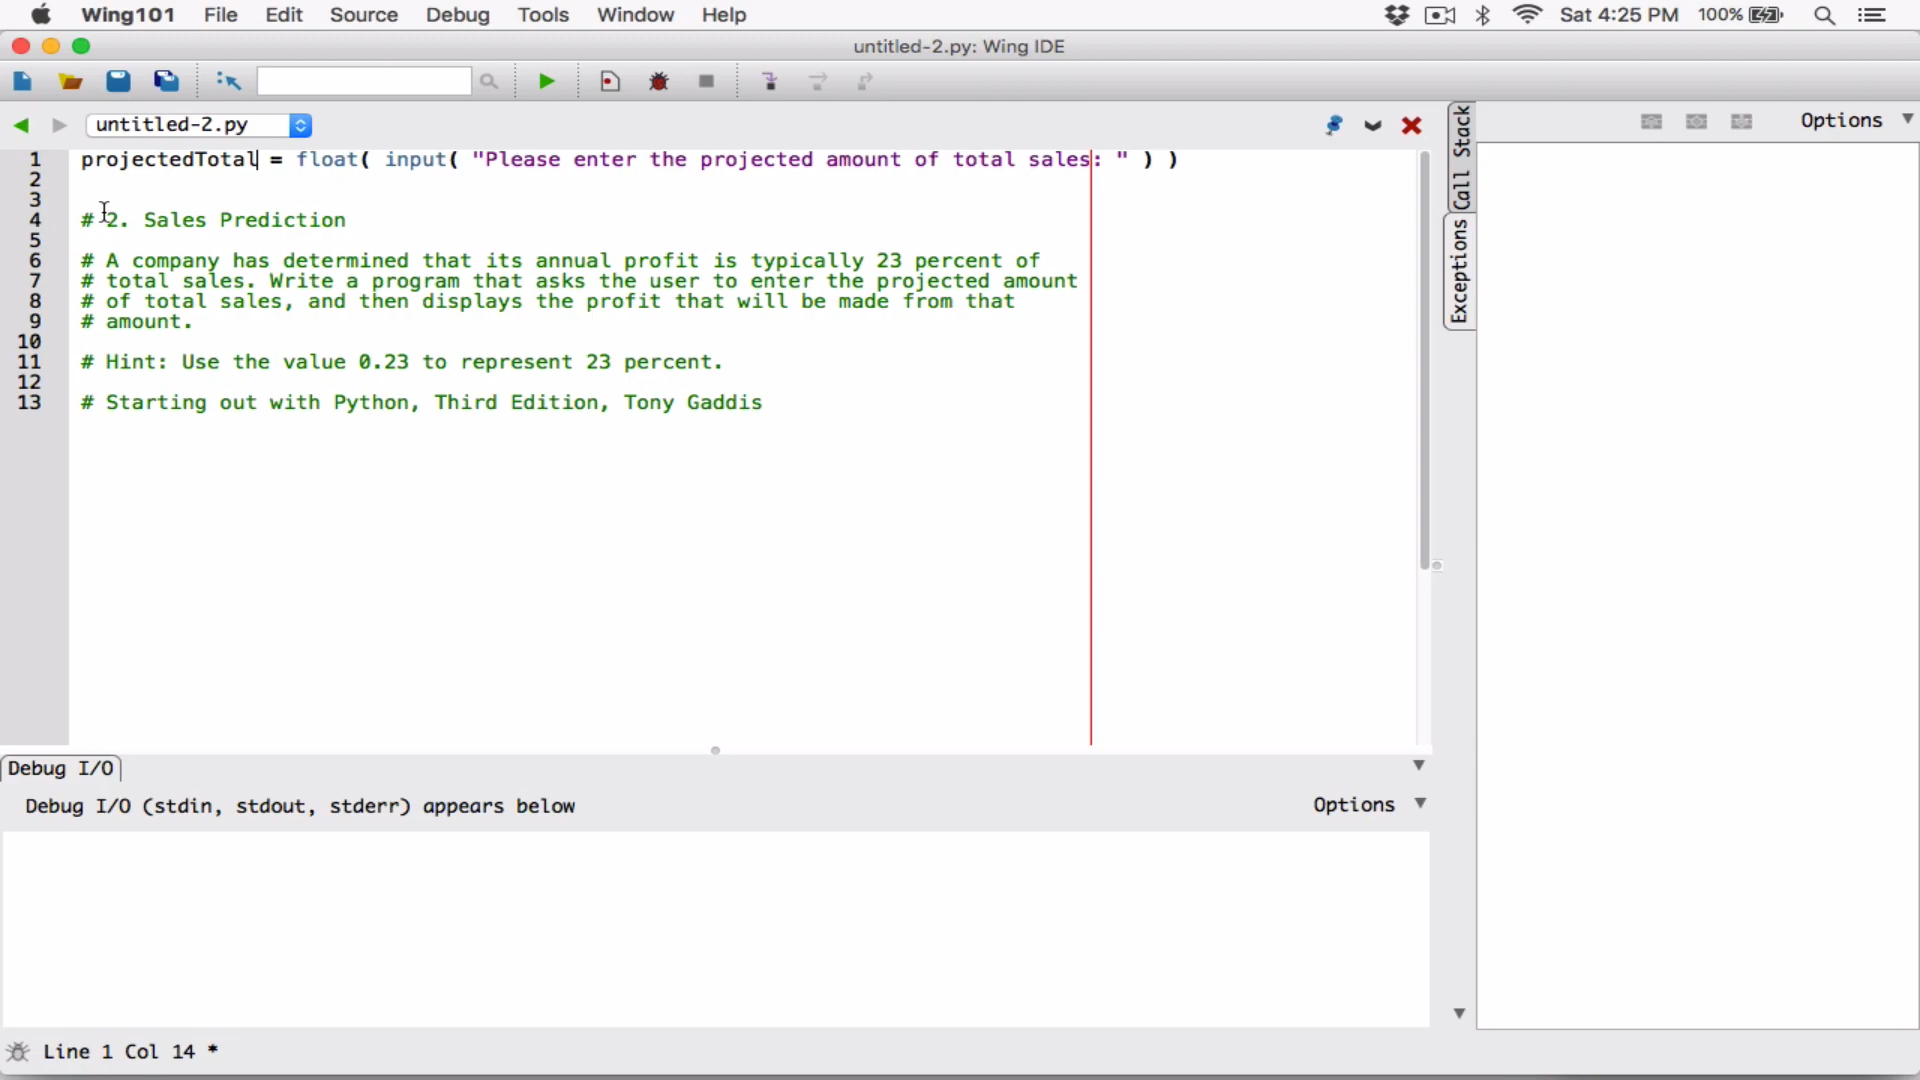 Wing101 File Edit Source Debug Tools Window Help Sat 4:25 PM 100%
untitled-2.py: Wing IDE
untitled-2.py
Options
Call Stack
Exceptions
1 projectedTotal = float( input( "Please enter the projected amount of total sales: " ) )
2
3
4 # 2. Sales Prediction
5
6 # A company has determined that its annual profit is typically 23 percent of
7 # total sales. Write a program that asks the user to enter the projected amount
8 # of total sales, and then displays the profit that will be made from that
9 # amount.
10
11 # Hint: Use the value 0.23 to represent 23 percent.
12
13 # Starting out with Python, Third Edition, Tony Gaddis
Debug I/O
Debug I/O (stdin, stdout, stderr) appears below Options
Line 1 Col 14 *